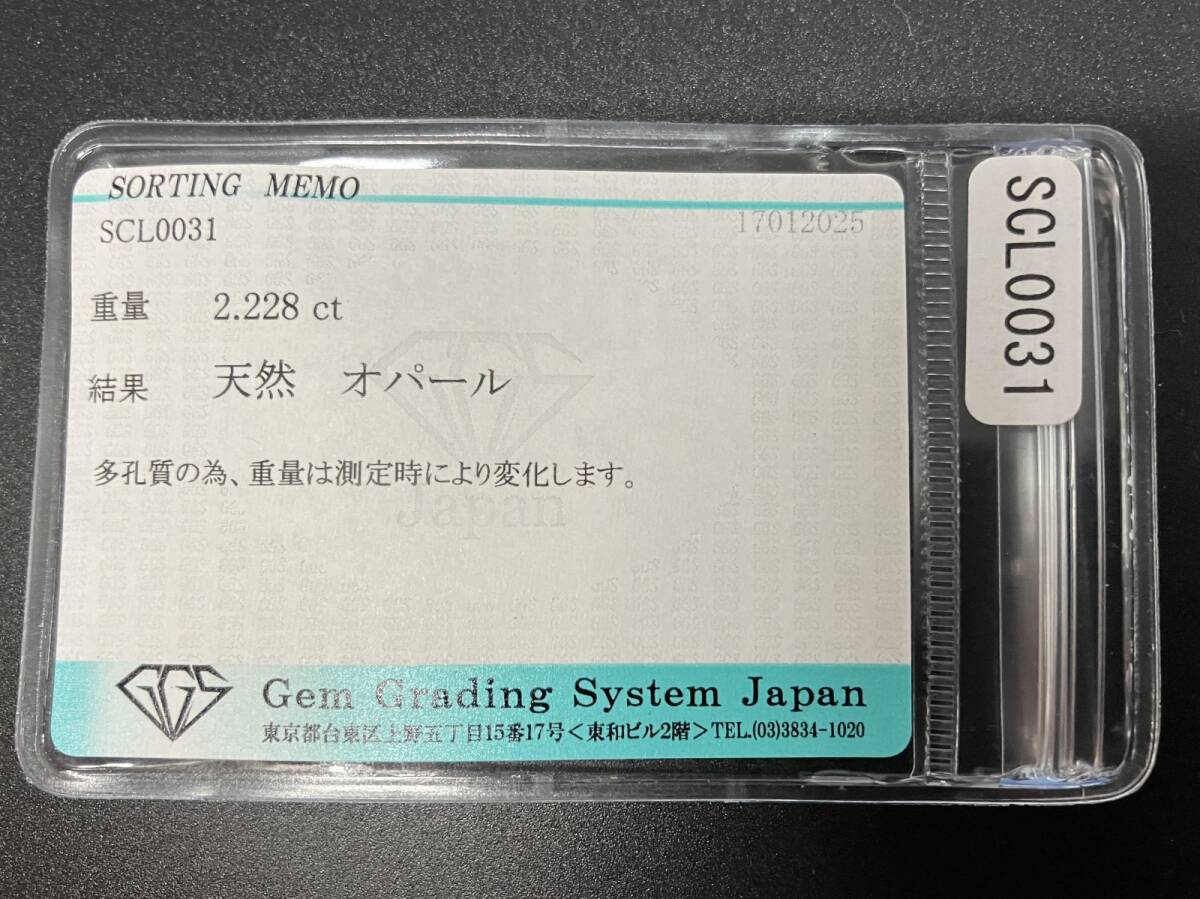 SORTING MEMO
SCL0031
17012025
重量 2.228 ct
結果 天然 オパール
多孔質の為、重量は測定時により変化します。
GGS
Japan
GGS Gem Grading System Japan
東京都台東区上野五丁目15番17号＜東和ビル2階＞TEL.(03)3834-1020
SCL0031